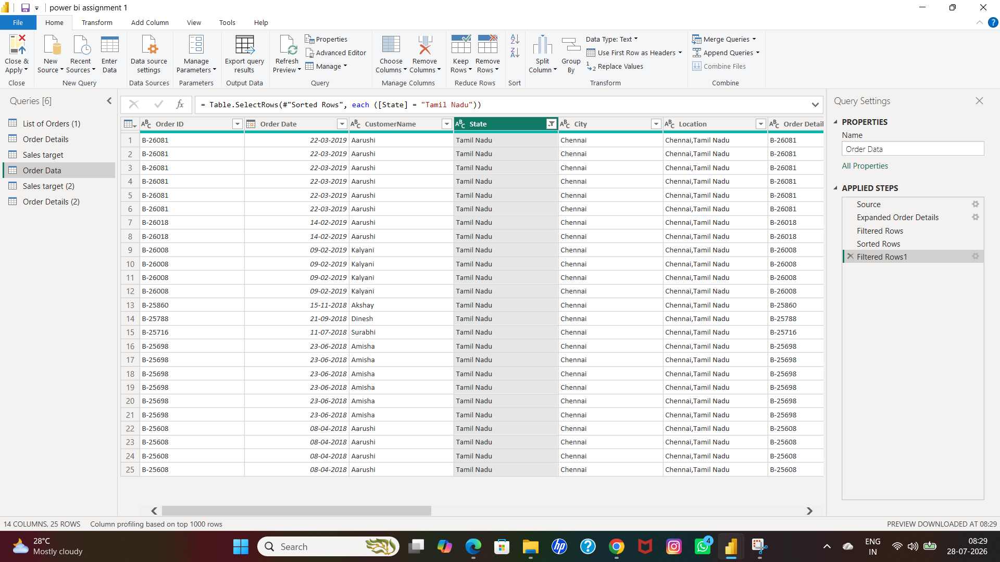 power bi assignment 1
File Home Transform Add Column View Tools Help
Close & Apply
Close
New Source
Recent Sources
Enter Data
New Query
Data source settings
Data Sources
Manage Parameters
Parameters
Export query results
Output Data
Refresh Preview
Properties
Advanced Editor
Manage
Query
Choose Columns
Remove Columns
Manage Columns
Keep Rows
Remove Rows
Reduce Rows
Sort
Split Column
Group By
Data Type: Text
Use First Row as Headers
Replace Values
Transform
Merge Queries
Append Queries
Combine Files
Combine
Queries [6]
List of Orders (1)
Order Details
Sales target
Order Data
Sales target (2)
Order Details (2)
fx = Table.SelectRows(#"Sorted Rows", each ([State] = "Tamil Nadu"))
Order ID Order Date CustomerName State City Location Order Detail
1 B-26081 22-03-2019 Aarushi Tamil Nadu Chennai Chennai,Tamil Nadu B-26081
2 B-26081 22-03-2019 Aarushi Tamil Nadu Chennai Chennai,Tamil Nadu B-26081
3 B-26081 22-03-2019 Aarushi Tamil Nadu Chennai Chennai,Tamil Nadu B-26081
4 B-26081 22-03-2019 Aarushi Tamil Nadu Chennai Chennai,Tamil Nadu B-26081
5 B-26081 22-03-2019 Aarushi Tamil Nadu Chennai Chennai,Tamil Nadu B-26081
6 B-26081 22-03-2019 Aarushi Tamil Nadu Chennai Chennai,Tamil Nadu B-26081
7 B-26018 14-02-2019 Aarushi Tamil Nadu Chennai Chennai,Tamil Nadu B-26018
8 B-26018 14-02-2019 Aarushi Tamil Nadu Chennai Chennai,Tamil Nadu B-26018
9 B-26008 09-02-2019 Kalyani Tamil Nadu Chennai Chennai,Tamil Nadu B-26008
10 B-26008 09-02-2019 Kalyani Tamil Nadu Chennai Chennai,Tamil Nadu B-26008
11 B-26008 09-02-2019 Kalyani Tamil Nadu Chennai Chennai,Tamil Nadu B-26008
12 B-26008 09-02-2019 Kalyani Tamil Nadu Chennai Chennai,Tamil Nadu B-26008
13 B-25860 15-11-2018 Akshay Tamil Nadu Chennai Chennai,Tamil Nadu B-25860
14 B-25788 21-09-2018 Dinesh Tamil Nadu Chennai Chennai,Tamil Nadu B-25788
15 B-25716 11-07-2018 Surabhi Tamil Nadu Chennai Chennai,Tamil Nadu B-25716
16 B-25698 23-06-2018 Amisha Tamil Nadu Chennai Chennai,Tamil Nadu B-25698
17 B-25698 23-06-2018 Amisha Tamil Nadu Chennai Chennai,Tamil Nadu B-25698
18 B-25698 23-06-2018 Amisha Tamil Nadu Chennai Chennai,Tamil Nadu B-25698
19 B-25698 23-06-2018 Amisha Tamil Nadu Chennai Chennai,Tamil Nadu B-25698
20 B-25698 23-06-2018 Amisha Tamil Nadu Chennai Chennai,Tamil Nadu B-25698
21 B-25698 23-06-2018 Amisha Tamil Nadu Chennai Chennai,Tamil Nadu B-25698
22 B-25608 08-04-2018 Aarushi Tamil Nadu Chennai Chennai,Tamil Nadu B-25608
23 B-25608 08-04-2018 Aarushi Tamil Nadu Chennai Chennai,Tamil Nadu B-25608
24 B-25608 08-04-2018 Aarushi Tamil Nadu Chennai Chennai,Tamil Nadu B-25608
25 B-25608 08-04-2018 Aarushi Tamil Nadu Chennai Chennai,Tamil Nadu B-25608
Query Settings
PROPERTIES
Name
Order Data
All Properties
APPLIED STEPS
Source
Expanded Order Details
Filtered Rows
Sorted Rows
Filtered Rows1
14 COLUMNS, 25 ROWS Column profiling based on top 1000 rows PREVIEW DOWNLOADED AT 08:29
28°C
Mostly cloudy
Search
hp
4
ENG
IN
08:29
28-07-2026